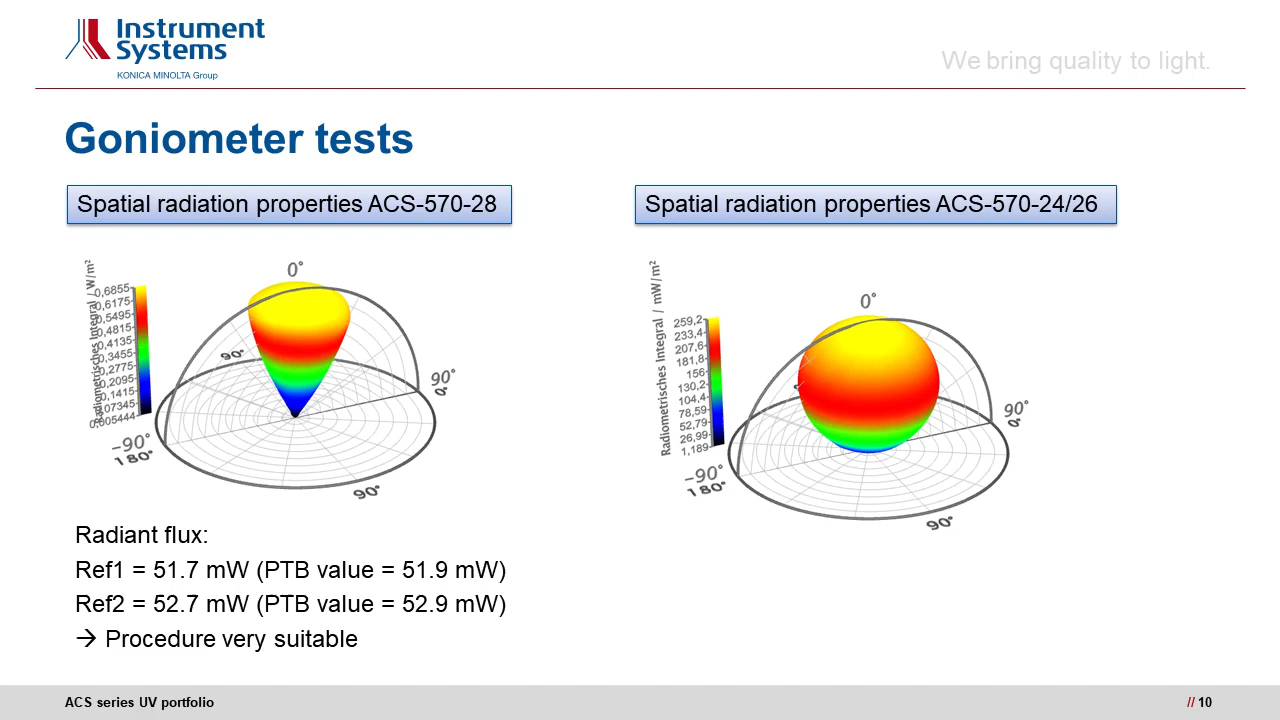 Instrument
Systems
KONICA MINOLTA Group
We bring quality to light.
Goniometer tests
Spatial radiation properties ACS-570-28
Spatial radiation properties ACS-570-24/26
Radiometrisches Integral / W/m²
0,6855
0,6175
0,5495
0,4815
0,4135
0,3455
0,2775
0,2095
0,1415
0,07345
0,005444
0°
90°
90°
0°
-90°
180°
90°
Radiometrisches Integral / mW/m²
259,2
233,4
207,6
181,8
156
130,2
104,4
78,59
52,79
26,99
1,189
0°
90°
0°
-90°
180°
90°
Radiant flux:
Ref1 = 51.7 mW (PTB value = 51.9 mW)
Ref2 = 52.7 mW (PTB value = 52.9 mW)
→ Procedure very suitable
ACS series UV portfolio
// 10